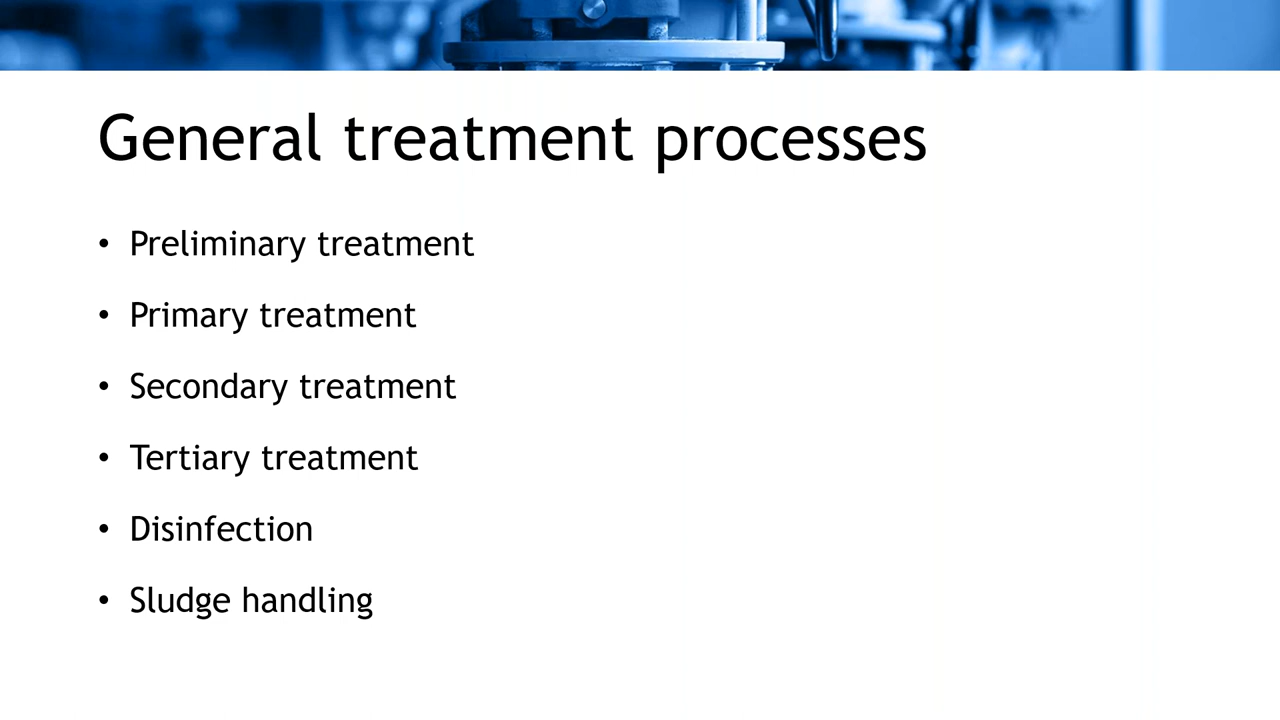 General treatment processes
• Preliminary treatment
• Primary treatment
• Secondary treatment
• Tertiary treatment
• Disinfection
• Sludge handling